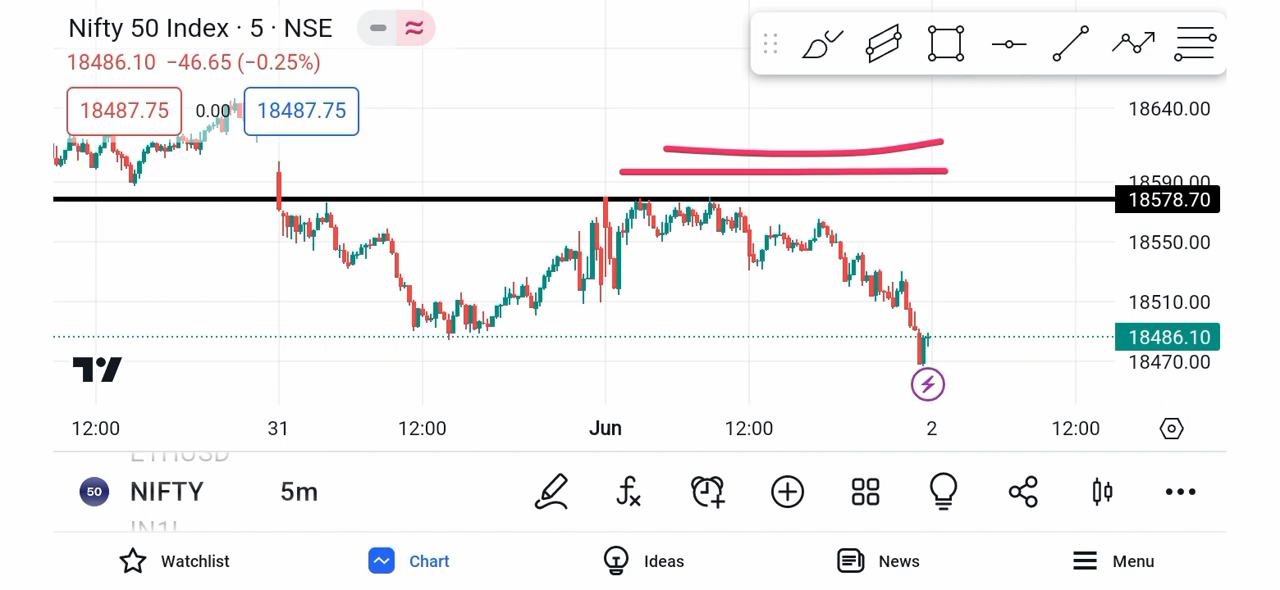 Nifty 50 Index · 5 · NSE
18486.10 −46.65 (−0.25%)
18487.75 0.00 18487.75
18640.00
18590.00
18578.70
18550.00
18510.00
18486.10
18470.00
12:00 31 12:00 Jun 12:00 2 12:00
ETHUSD
50 NIFTY 5m
Watchlist Chart Ideas News Menu